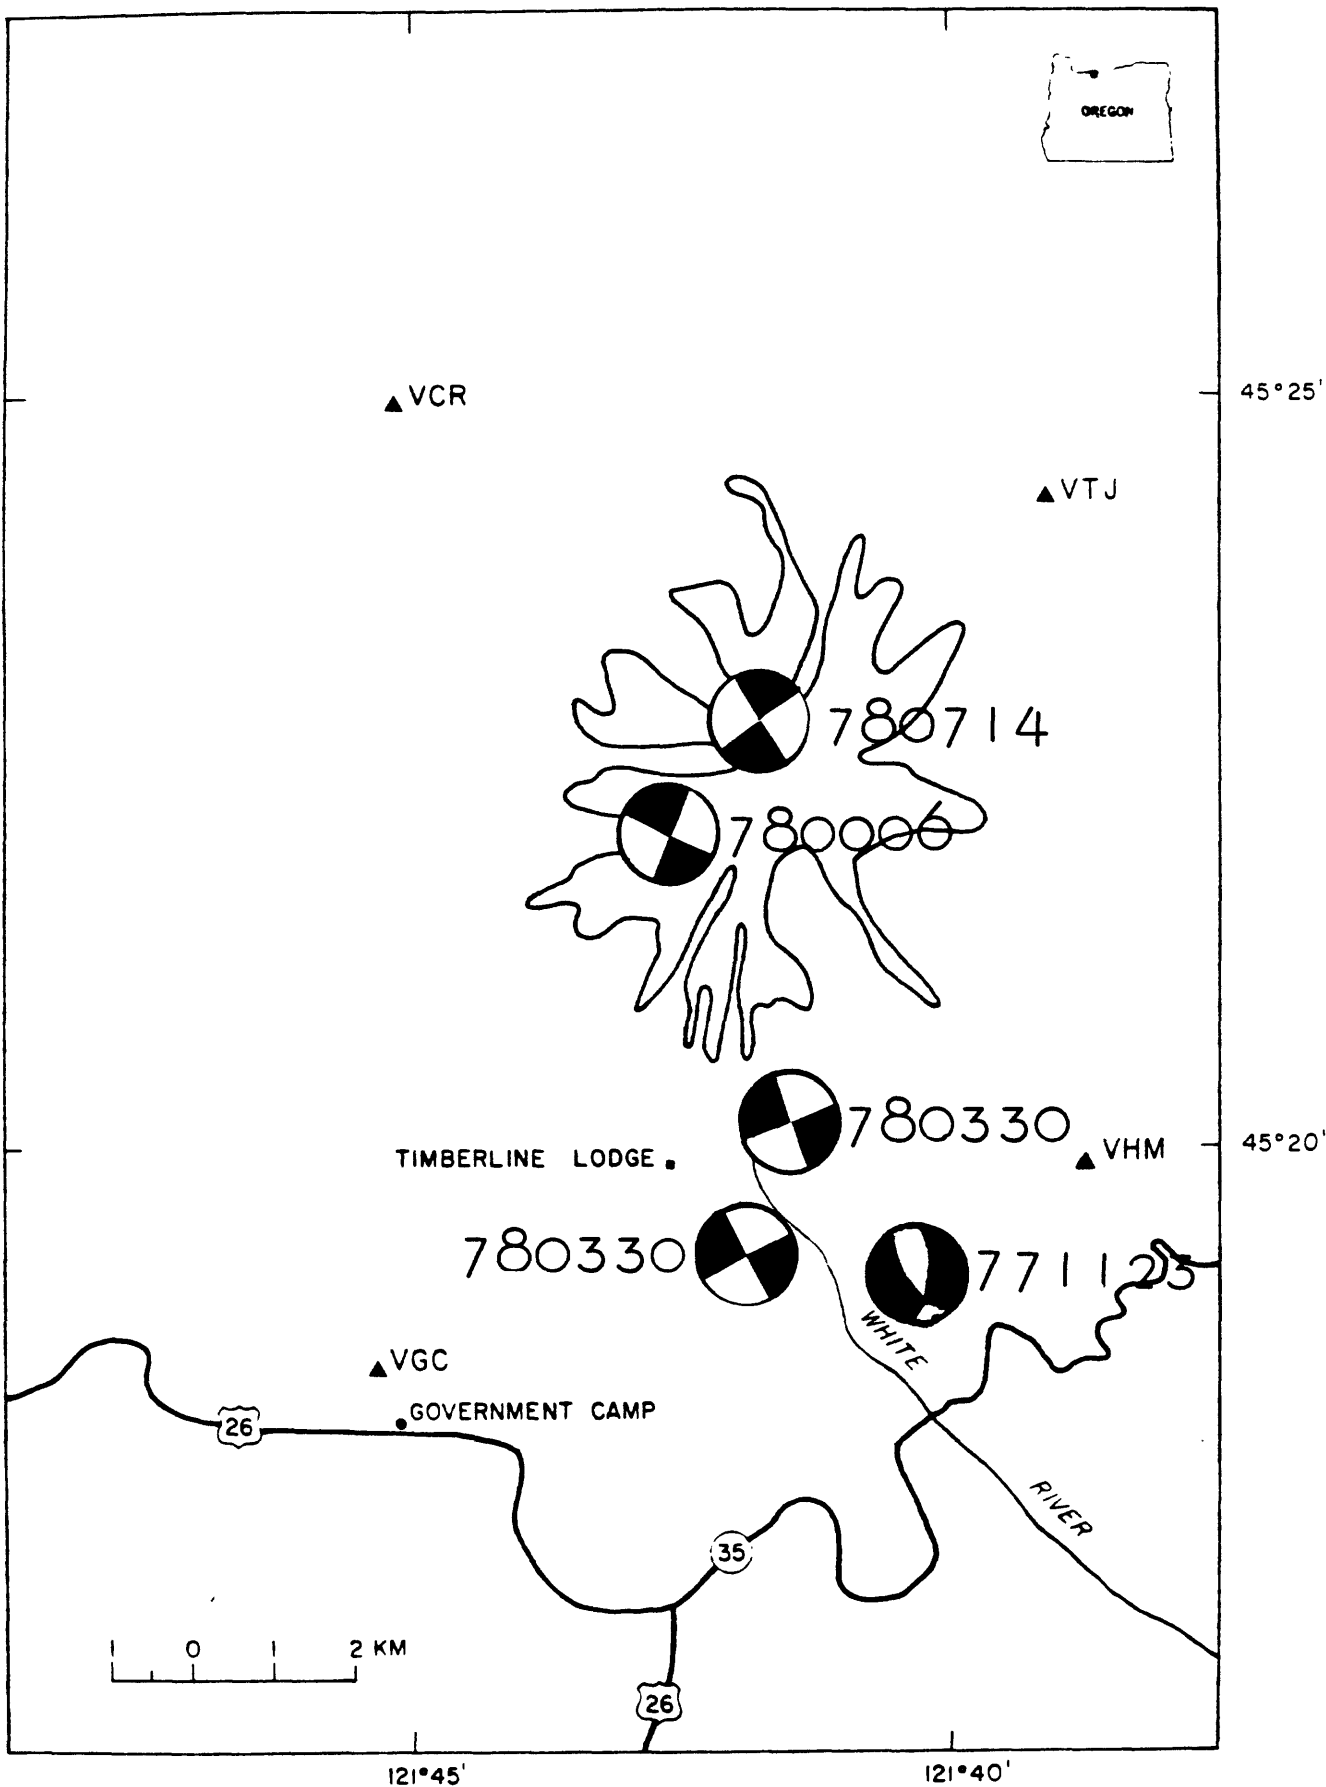 OREGON
VCR
45°25'
VTJ
780714
780006
780330
45°20'
TIMBERLINE LODGE
VHM
780330
771123
WHITE
VGC
GOVERNMENT CAMP
26
RIVER
35
1 0 1 2 KM
26
121°45'
121°40'